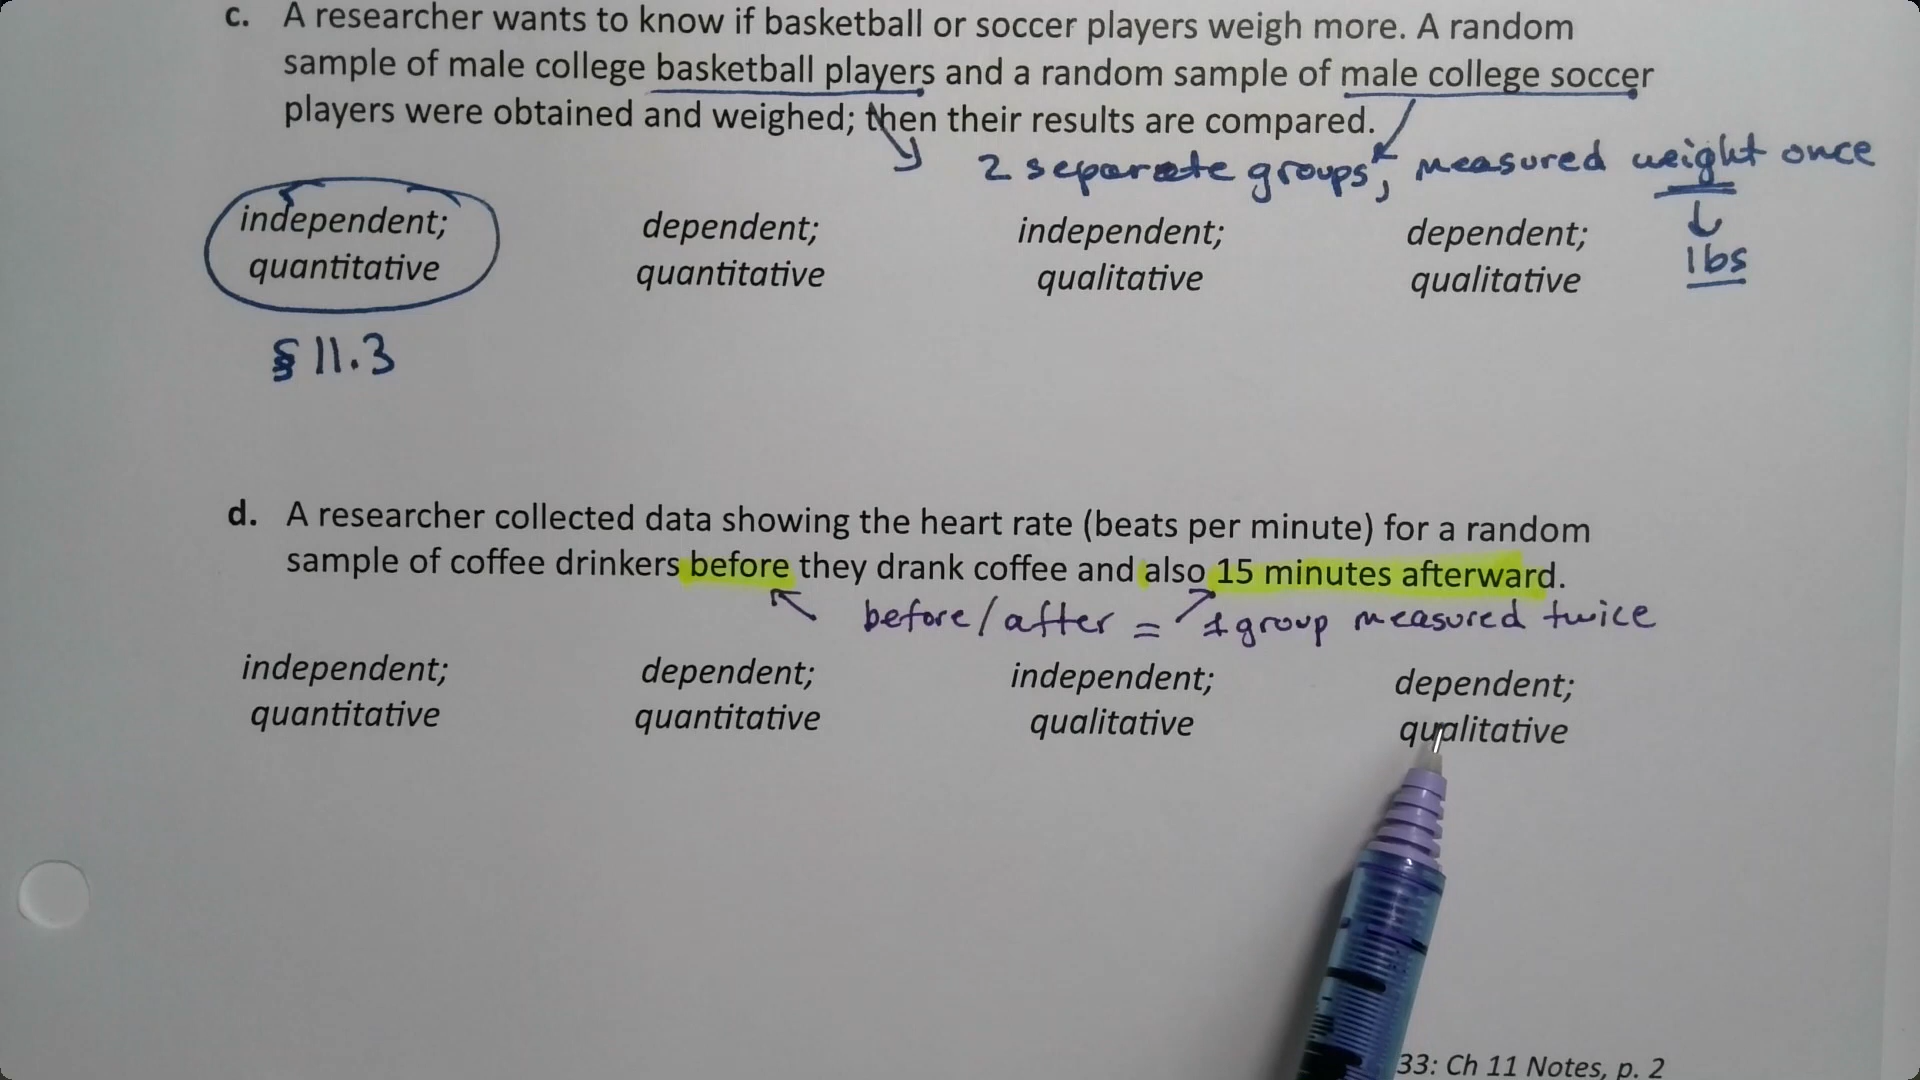 c. A researcher wants to know if basketball or soccer players weigh more. A random
sample of male college basketball players and a random sample of male college soccer
players were obtained and weighed; then their results are compared.
2 separate groups, measured weight once
lbs
independent; quantitative
dependent; quantitative
independent; qualitative
dependent; qualitative
§ 11.3
d. A researcher collected data showing the heart rate (beats per minute) for a random
sample of coffee drinkers before they drank coffee and also 15 minutes afterward.
before/after = 1 group measured twice
independent; quantitative
dependent; quantitative
independent; qualitative
dependent; qualitative
33: Ch 11 Notes, p. 2